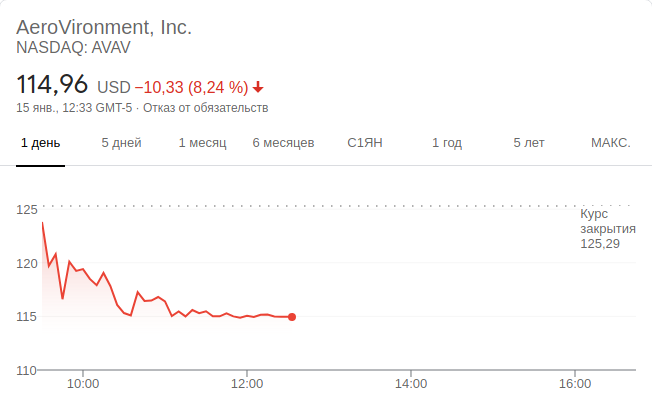 AeroVironment, Inc.
NASDAQ: AVAV
114,96 USD −10,33 (8,24 %)
15 янв., 12:33 GMT-5 · Отказ от обязательств
1 день 5 дней 1 месяц 6 месяцев С1ЯН 1 год 5 лет МАКС.
125
Курс
закрытия
125,29
120
115
110
10:00 12:00 14:00 16:00